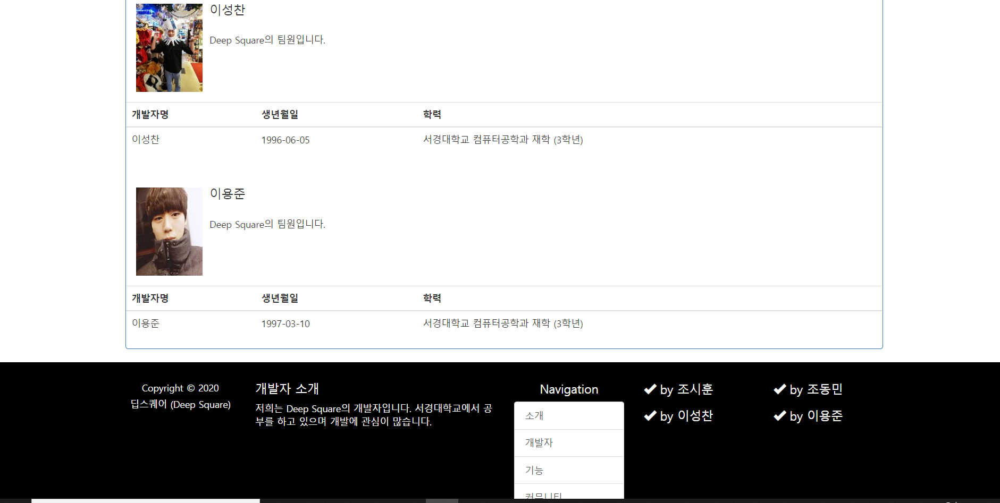 이성찬
Deep Square의 팀원입니다.
개발자명 생년월일 학력
이성찬 1996-06-05 서경대학교 컴퓨터공학과 재학 (3학년)
이용준
Deep Square의 팀원입니다.
개발자명 생년월일 학력
이용준 1997-03-10 서경대학교 컴퓨터공학과 재학 (3학년)
Copyright © 2020
딥스퀘어 (Deep Square)
개발자 소개
저희는 Deep Square의 개발자입니다. 서경대학교에서 공
부를 하고 있으며 개발에 관심이 많습니다.
Navigation
소개
개발자
기능
커뮤니티
✔ by 조시훈
✔ by 이성찬
✔ by 조동민
✔ by 이용준